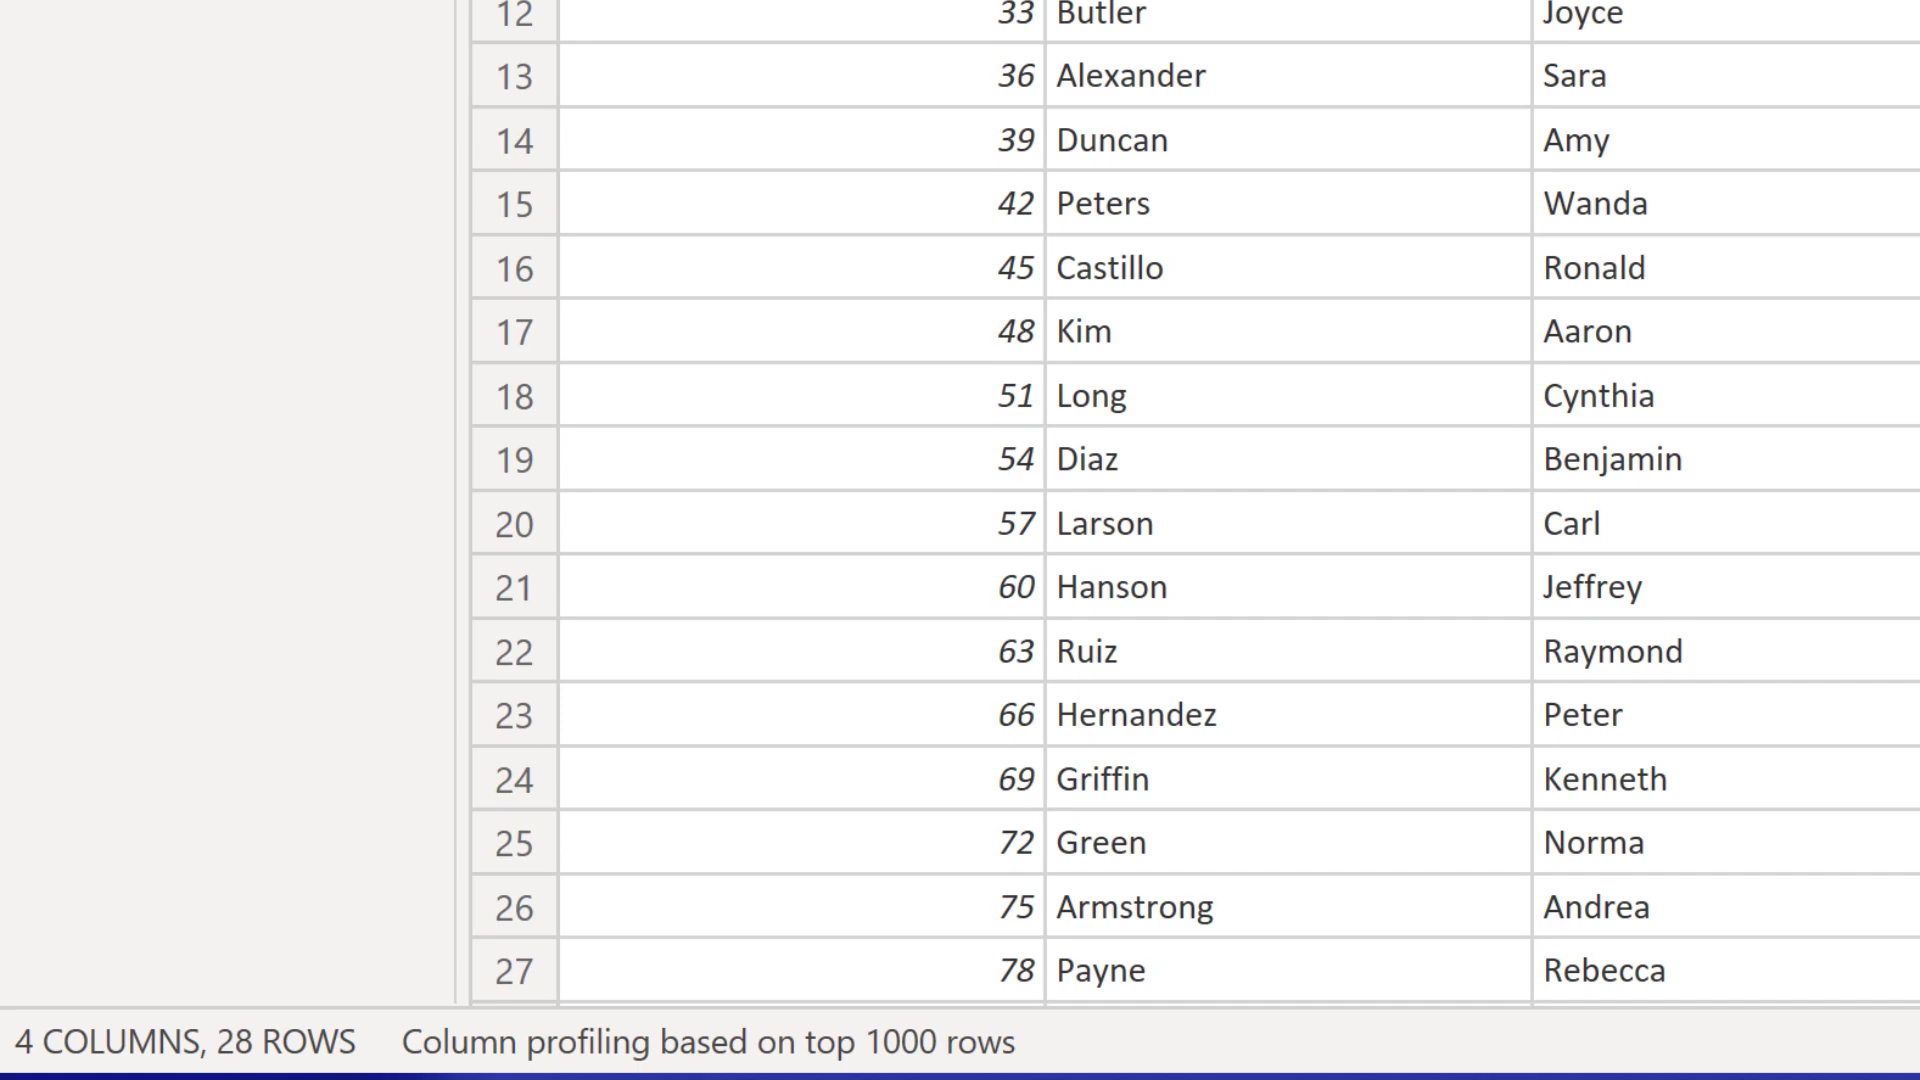 12 33 Butler Joyce
13 36 Alexander Sara
14 39 Duncan Amy
15 42 Peters Wanda
16 45 Castillo Ronald
17 48 Kim Aaron
18 51 Long Cynthia
19 54 Diaz Benjamin
20 57 Larson Carl
21 60 Hanson Jeffrey
22 63 Ruiz Raymond
23 66 Hernandez Peter
24 69 Griffin Kenneth
25 72 Green Norma
26 75 Armstrong Andrea
27 78 Payne Rebecca
4 COLUMNS, 28 ROWS Column profiling based on top 1000 rows